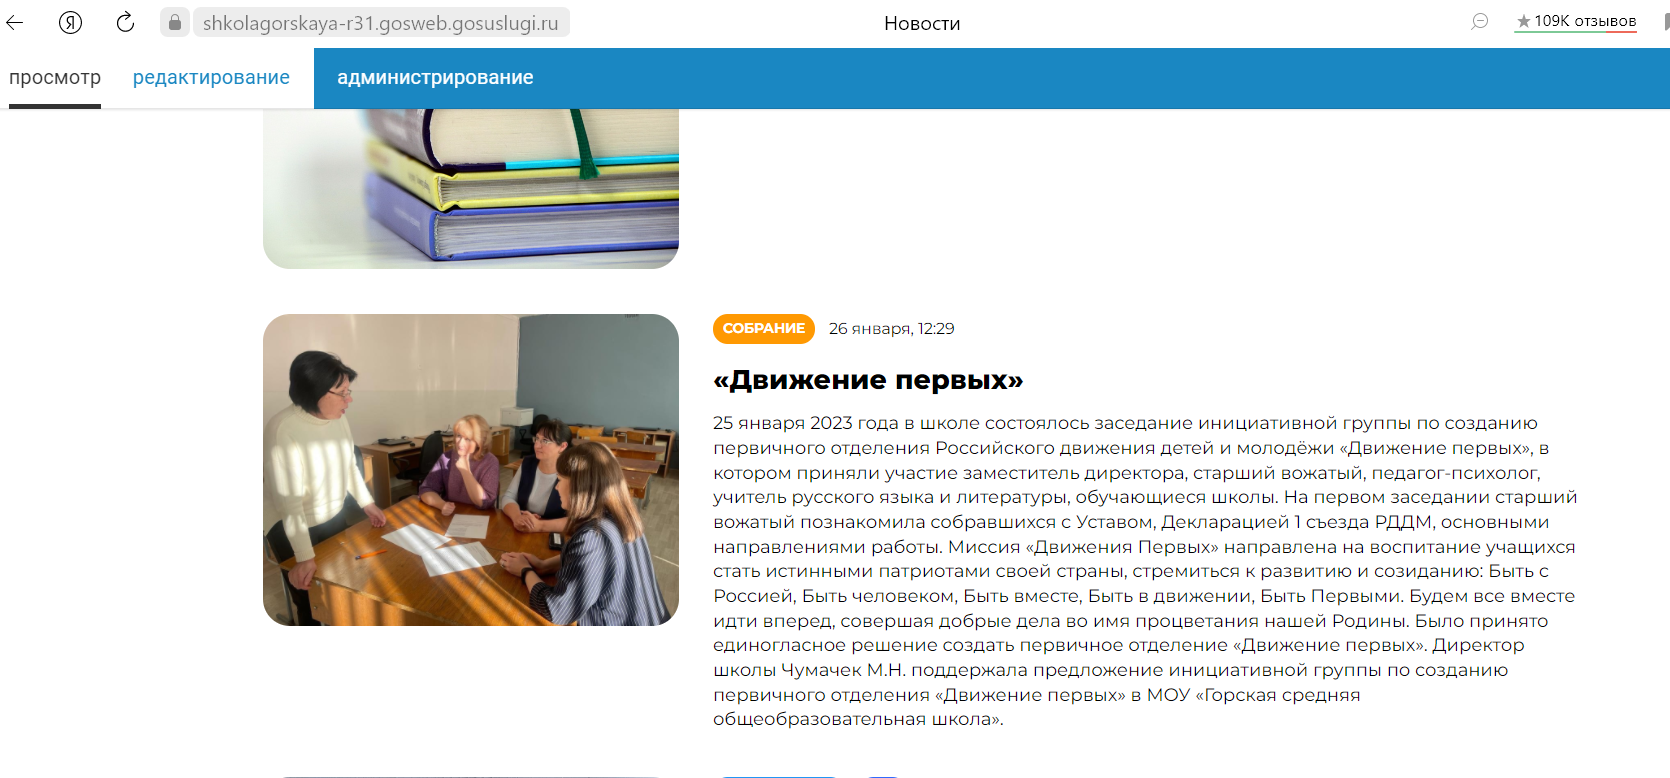 shkolagorskaya-r31.gosweb.gosuslugi.ru
Новости
109K отзывов
просмотр
редактирование
администрирование
СОБРАНИЕ
26 января, 12:29
«Движение первых»
25 января 2023 года в школе состоялось заседание инициативной группы по созданию
первичного отделения Российского движения детей и молодёжи «Движение первых», в
котором приняли участие заместитель директора, старший вожатый, педагог-психолог,
учитель русского языка и литературы, обучающиеся школы. На первом заседании старший
вожатый познакомила собравшихся с Уставом, Декларацией 1 съезда РДДМ, основными
направлениями работы. Миссия «Движения Первых» направлена на воспитание учащихся
стать истинными патриотами своей страны, стремиться к развитию и созиданию: Быть с
Россией, Быть человеком, Быть вместе, Быть в движении, Быть Первыми. Будем все вместе
идти вперед, совершая добрые дела во имя процветания нашей Родины. Было принято
единогласное решение создать первичное отделение «Движение первых». Директор
школы Чумачек М.Н. поддержала предложение инициативной группы по созданию
первичного отделения «Движение первых» в МОУ «Горская средняя
общеобразовательная школа».